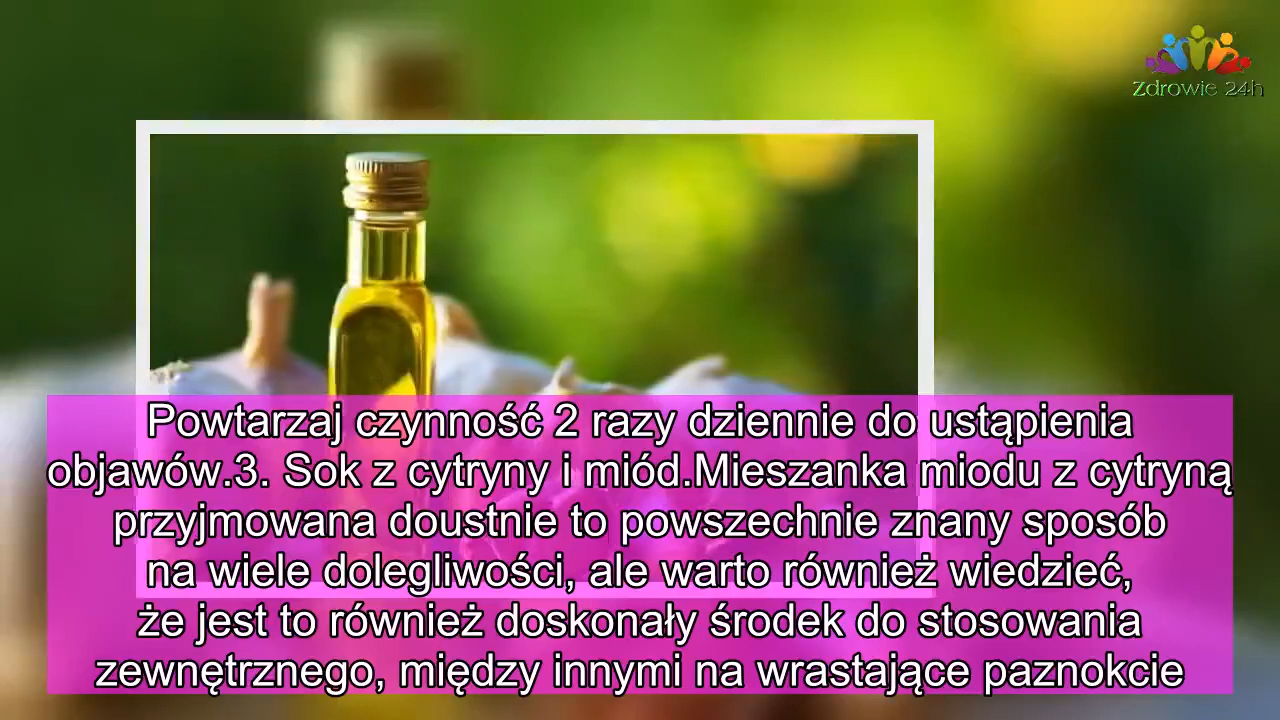 Zdrowie 24h
Powtarzaj czynność 2 razy dziennie do ustąpienia
objawów.3. Sok z cytryny i miód.Mieszanka miodu z cytryną
przyjmowana doustnie to powszechnie znany sposób
na wiele dolegliwości, ale warto również wiedzieć,
że jest to również doskonały środek do stosowania
zewnętrznego, między innymi na wrastające paznokcie